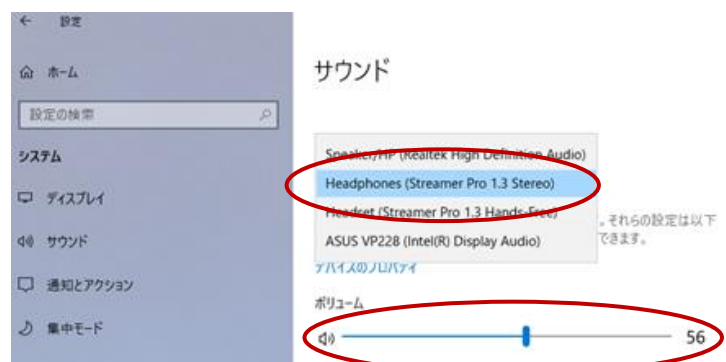 ← 設定
ホーム
設定の検索
システム
ディスプレイ
サウンド
通知とアクション
集中モード
サウンド
Speaker/HP (Realtek High Definition Audio)
Headphones (Streamer Pro 1.3 Stereo)
Headset (Streamer Pro 1.3 Hands-Free)
ASUS VP228 (Intel(R) Display Audio)
。それらの設定は以下
できます。
デバイスのプロパティ
ボリューム
56